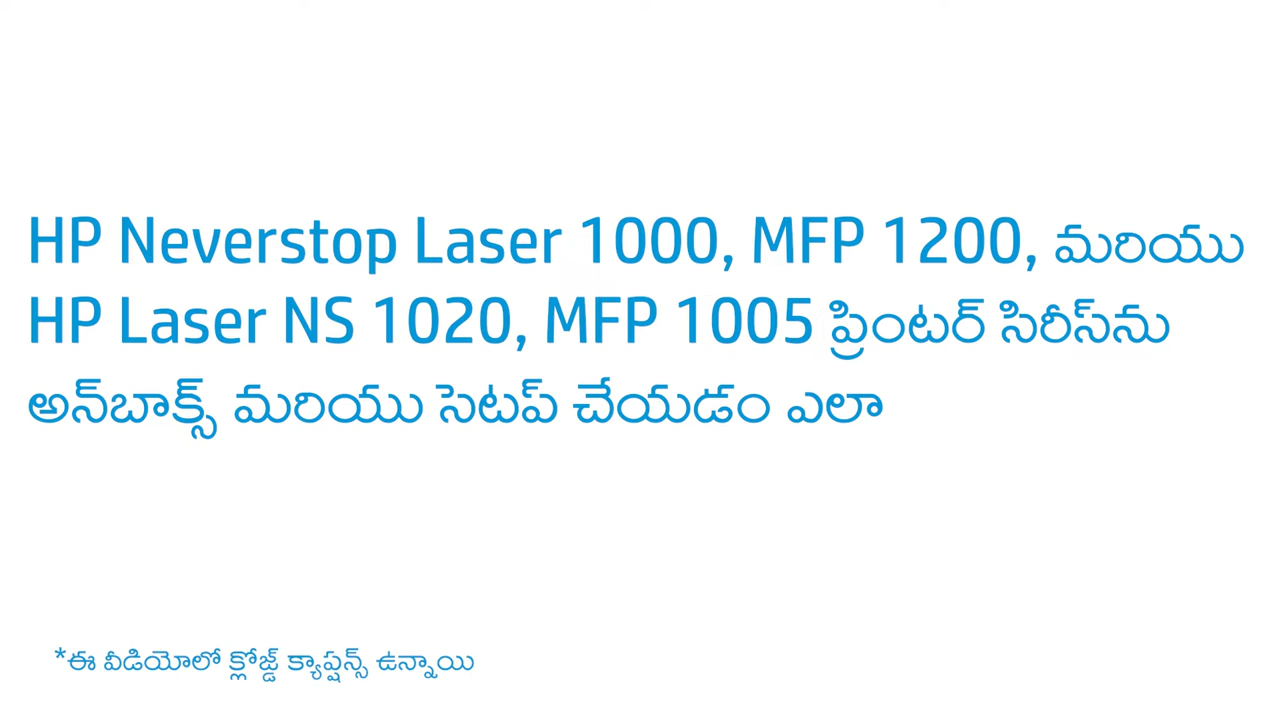 HP Neverstop Laser 1000, MFP 1200, మరియు
HP Laser NS 1020, MFP 1005 ప్రింటర్ సిరీస్‌ను
అన్‌బాక్స్ మరియు సెటప్ చేయడం ఎలా
*ఈ వీడియోలో క్లోజ్డ్ క్యాప్షన్స్ ఉన్నాయి